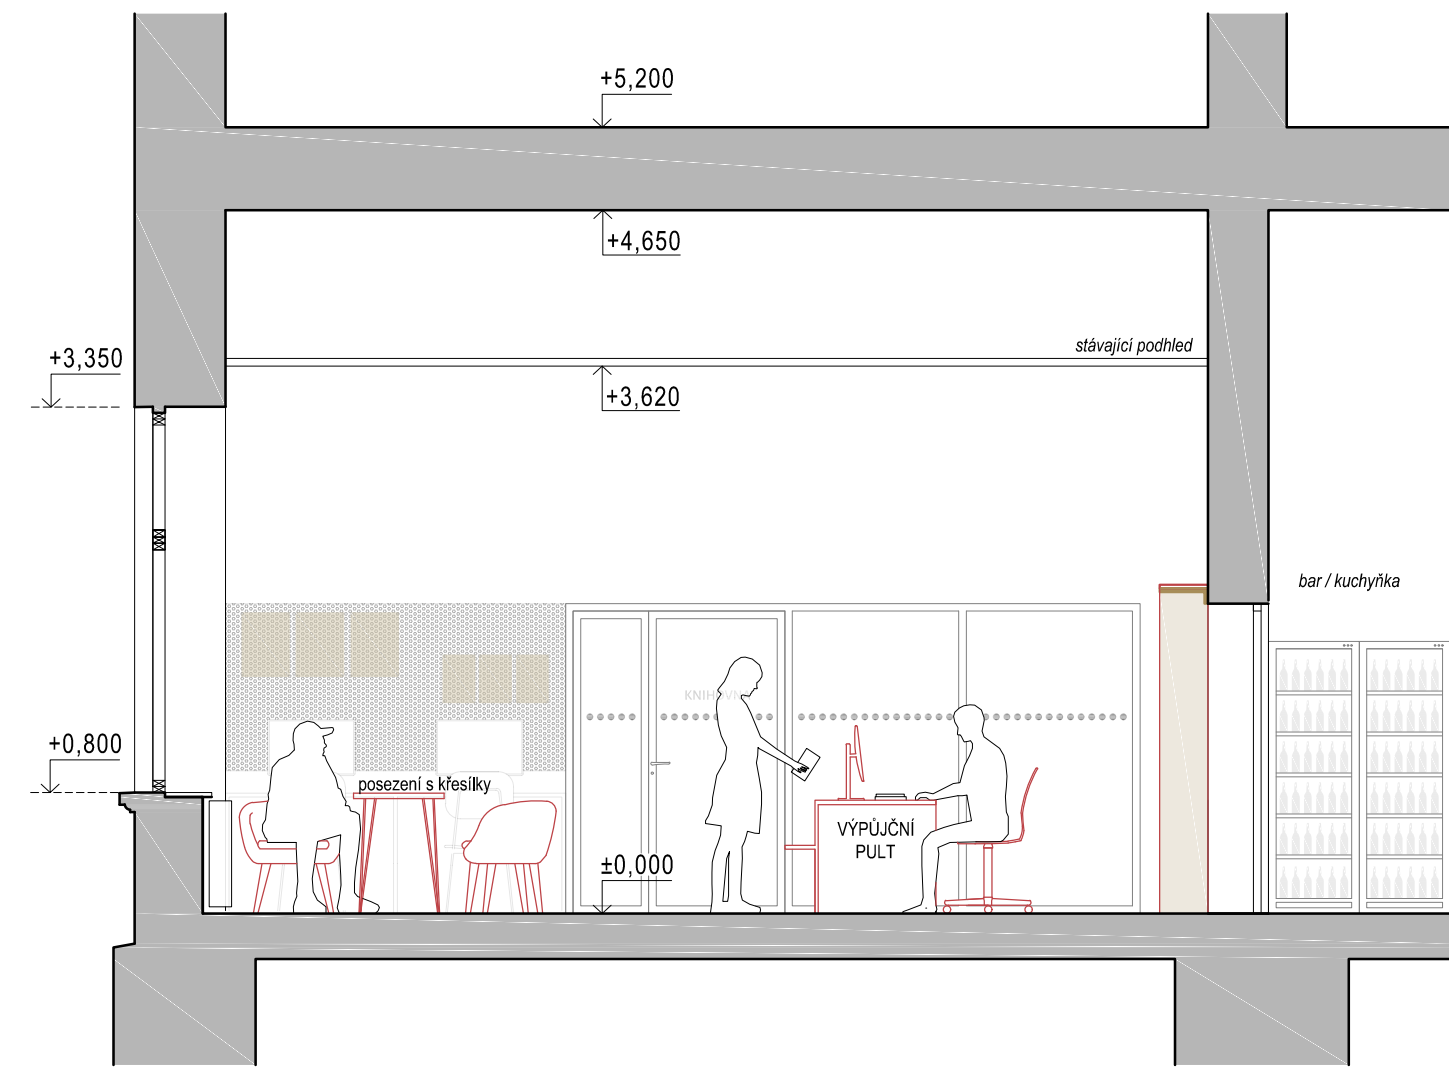 +5,200
+4,650
stávající podhled
+3,350
+3,620
bar / kuchyňka
KNIHOVNA
+0,800
posezení s křesílky
VÝPŮJČNÍ
PULT
±0,000